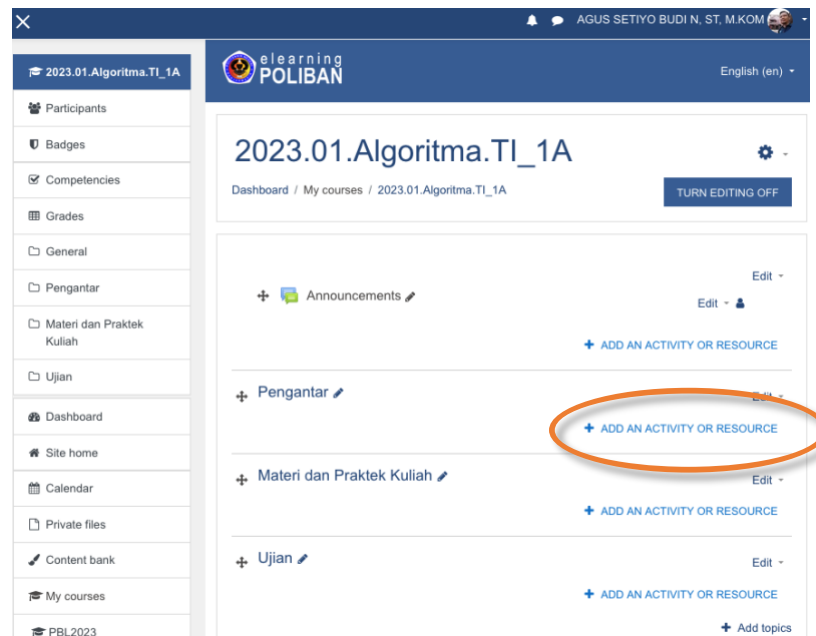 AGUS SETIYO BUDI N, ST, M.KOM
2023.01.Algoritma.TI_1A
Participants
Badges
Competencies
Grades
General
Pengantar
Materi dan Praktek
Kuliah
Ujian
Dashboard
Site home
Calendar
Private files
Content bank
My courses
PBL2023
elearning
POLIBAN
English (en)
2023.01.Algoritma.TI_1A
Dashboard / My courses / 2023.01.Algoritma.TI_1A
TURN EDITING OFF
Edit
Announcements
Edit
+ ADD AN ACTIVITY OR RESOURCE
Pengantar
Edit
+ ADD AN ACTIVITY OR RESOURCE
Materi dan Praktek Kuliah
Edit
+ ADD AN ACTIVITY OR RESOURCE
Ujian
Edit
+ ADD AN ACTIVITY OR RESOURCE
+ Add topics